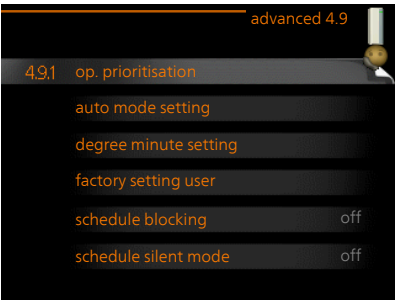 advanced 4.9
4.9.1 op. prioritisation
auto mode setting
degree minute setting
factory setting user
schedule blocking off
schedule silent mode off